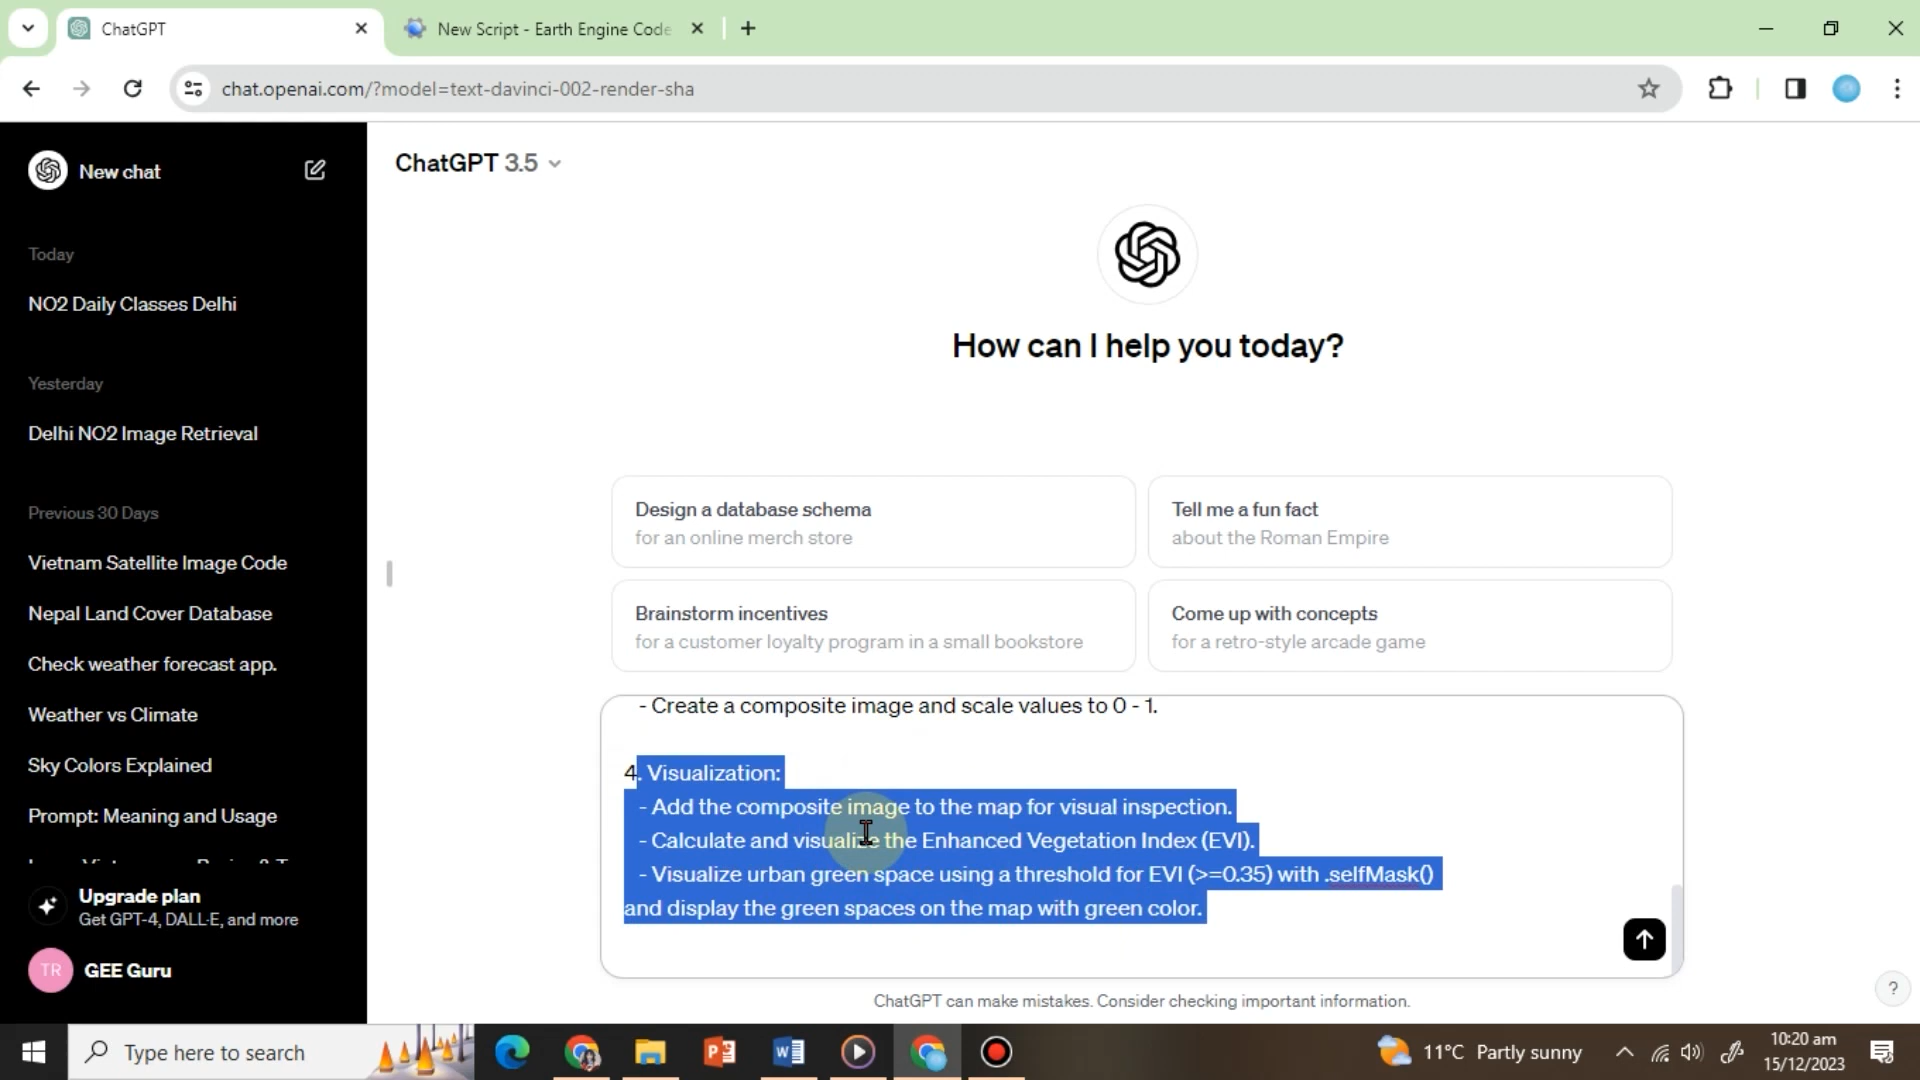 ChatGPT
New Script - Earth Engine Code
chat.openai.com/?model=text-davinci-002-render-sha
New chat
ChatGPT 3.5
Today
NO2 Daily Classes Delhi
Yesterday
Delhi NO2 Image Retrieval
Previous 30 Days
Vietnam Satellite Image Code
Nepal Land Cover Database
Check weather forecast app.
Weather vs Climate
Sky Colors Explained
Prompt: Meaning and Usage
Upgrade plan
Get GPT-4, DALL·E, and more
TR
GEE Guru
How can I help you today?
Design a database schema
for an online merch store
Tell me a fun fact
about the Roman Empire
Brainstorm incentives
for a customer loyalty program in a small bookstore
Come up with concepts
for a retro-style arcade game
- Create a composite image and scale values to 0 - 1.
4. Visualization:
- Add the composite image to the map for visual inspection.
- Calculate and visualize the Enhanced Vegetation Index (EVI).
- Visualize urban green space using a threshold for EVI (>=0.35) with .selfMask()
and display the green spaces on the map with green color.
ChatGPT can make mistakes. Consider checking important information.
?
Type here to search
11°C Partly sunny
10:20 am
15/12/2023